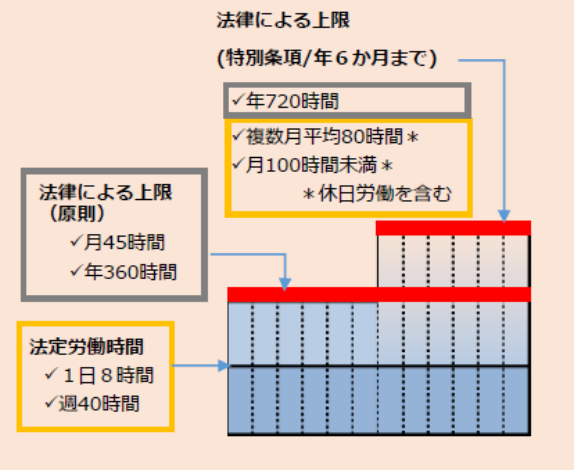 法律による上限
(特別条項/年６か月まで)
✓年720時間
✓複数月平均80時間＊
✓月100時間未満＊
＊休日労働を含む
法律による上限
（原則）
✓月45時間
✓年360時間
法定労働時間
✓１日８時間
✓週40時間